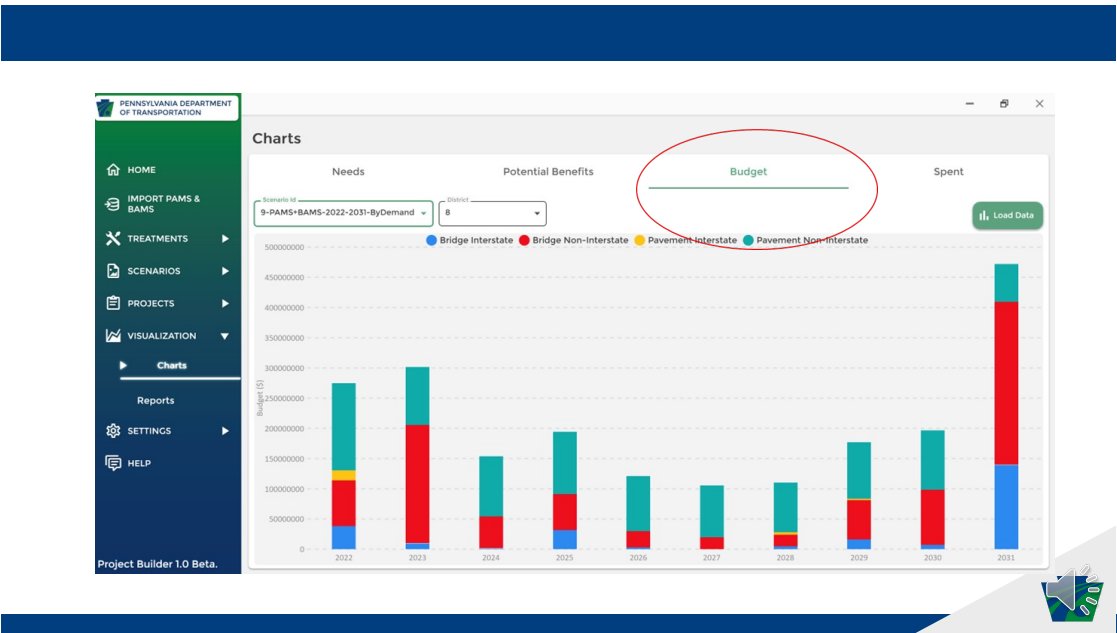 PENNSYLVANIA DEPARTMENT
OF TRANSPORTATION
HOME
IMPORT PAMS &
BAMS
TREATMENTS
SCENARIOS
PROJECTS
VISUALIZATION
Charts
Reports
SETTINGS
HELP
Project Builder 1.0 Beta.
Charts
Needs Potential Benefits Budget Spent
Scenario Id
9-PAMS+BAMS-2022-2031-ByDemand
District
8
Load Data
Bridge Interstate Bridge Non-Interstate Pavement Interstate Pavement Non-Interstate
Budget ($)
500000000
450000000
400000000
350000000
300000000
250000000
200000000
150000000
100000000
50000000
0
2022 2023 2024 2025 2026 2027 2028 2029 2030 2031